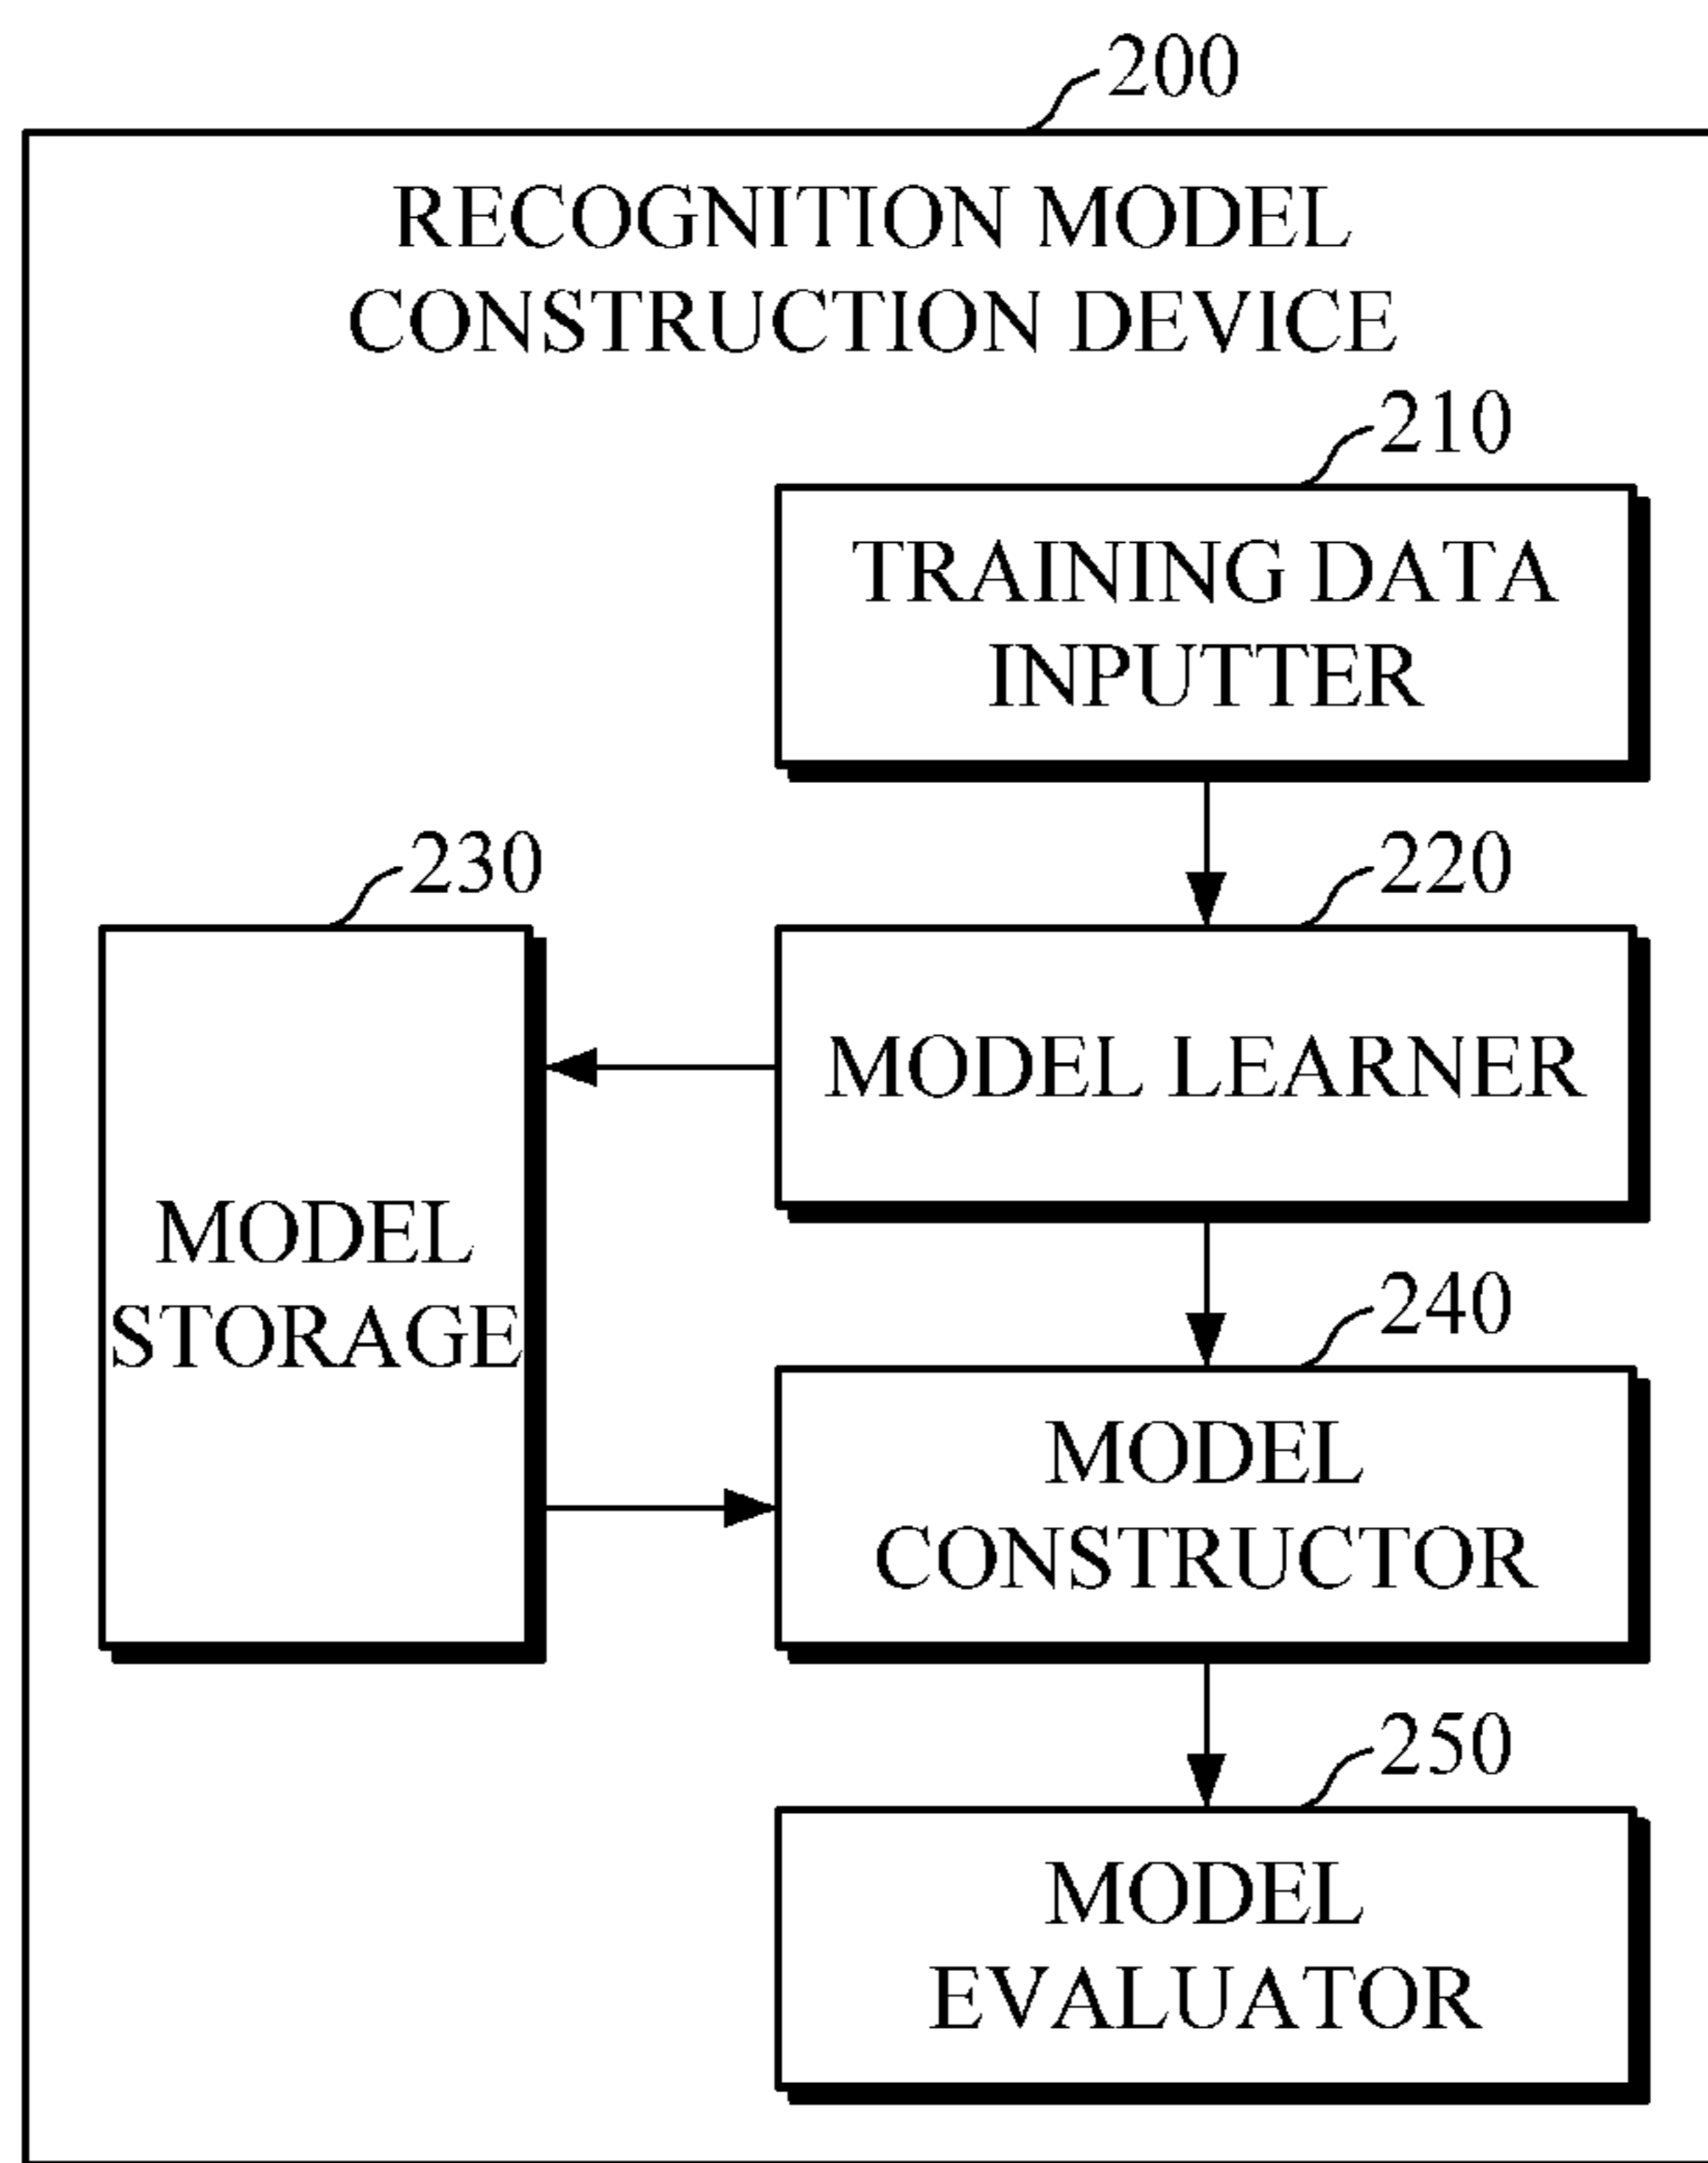 200
RECOGNITION MODEL
CONSTRUCTION DEVICE
210
TRAINING DATA
INPUTTER
230
220
MODEL LEARNER
MODEL
STORAGE
240
MODEL
CONSTRUCTOR
250
MODEL
EVALUATOR